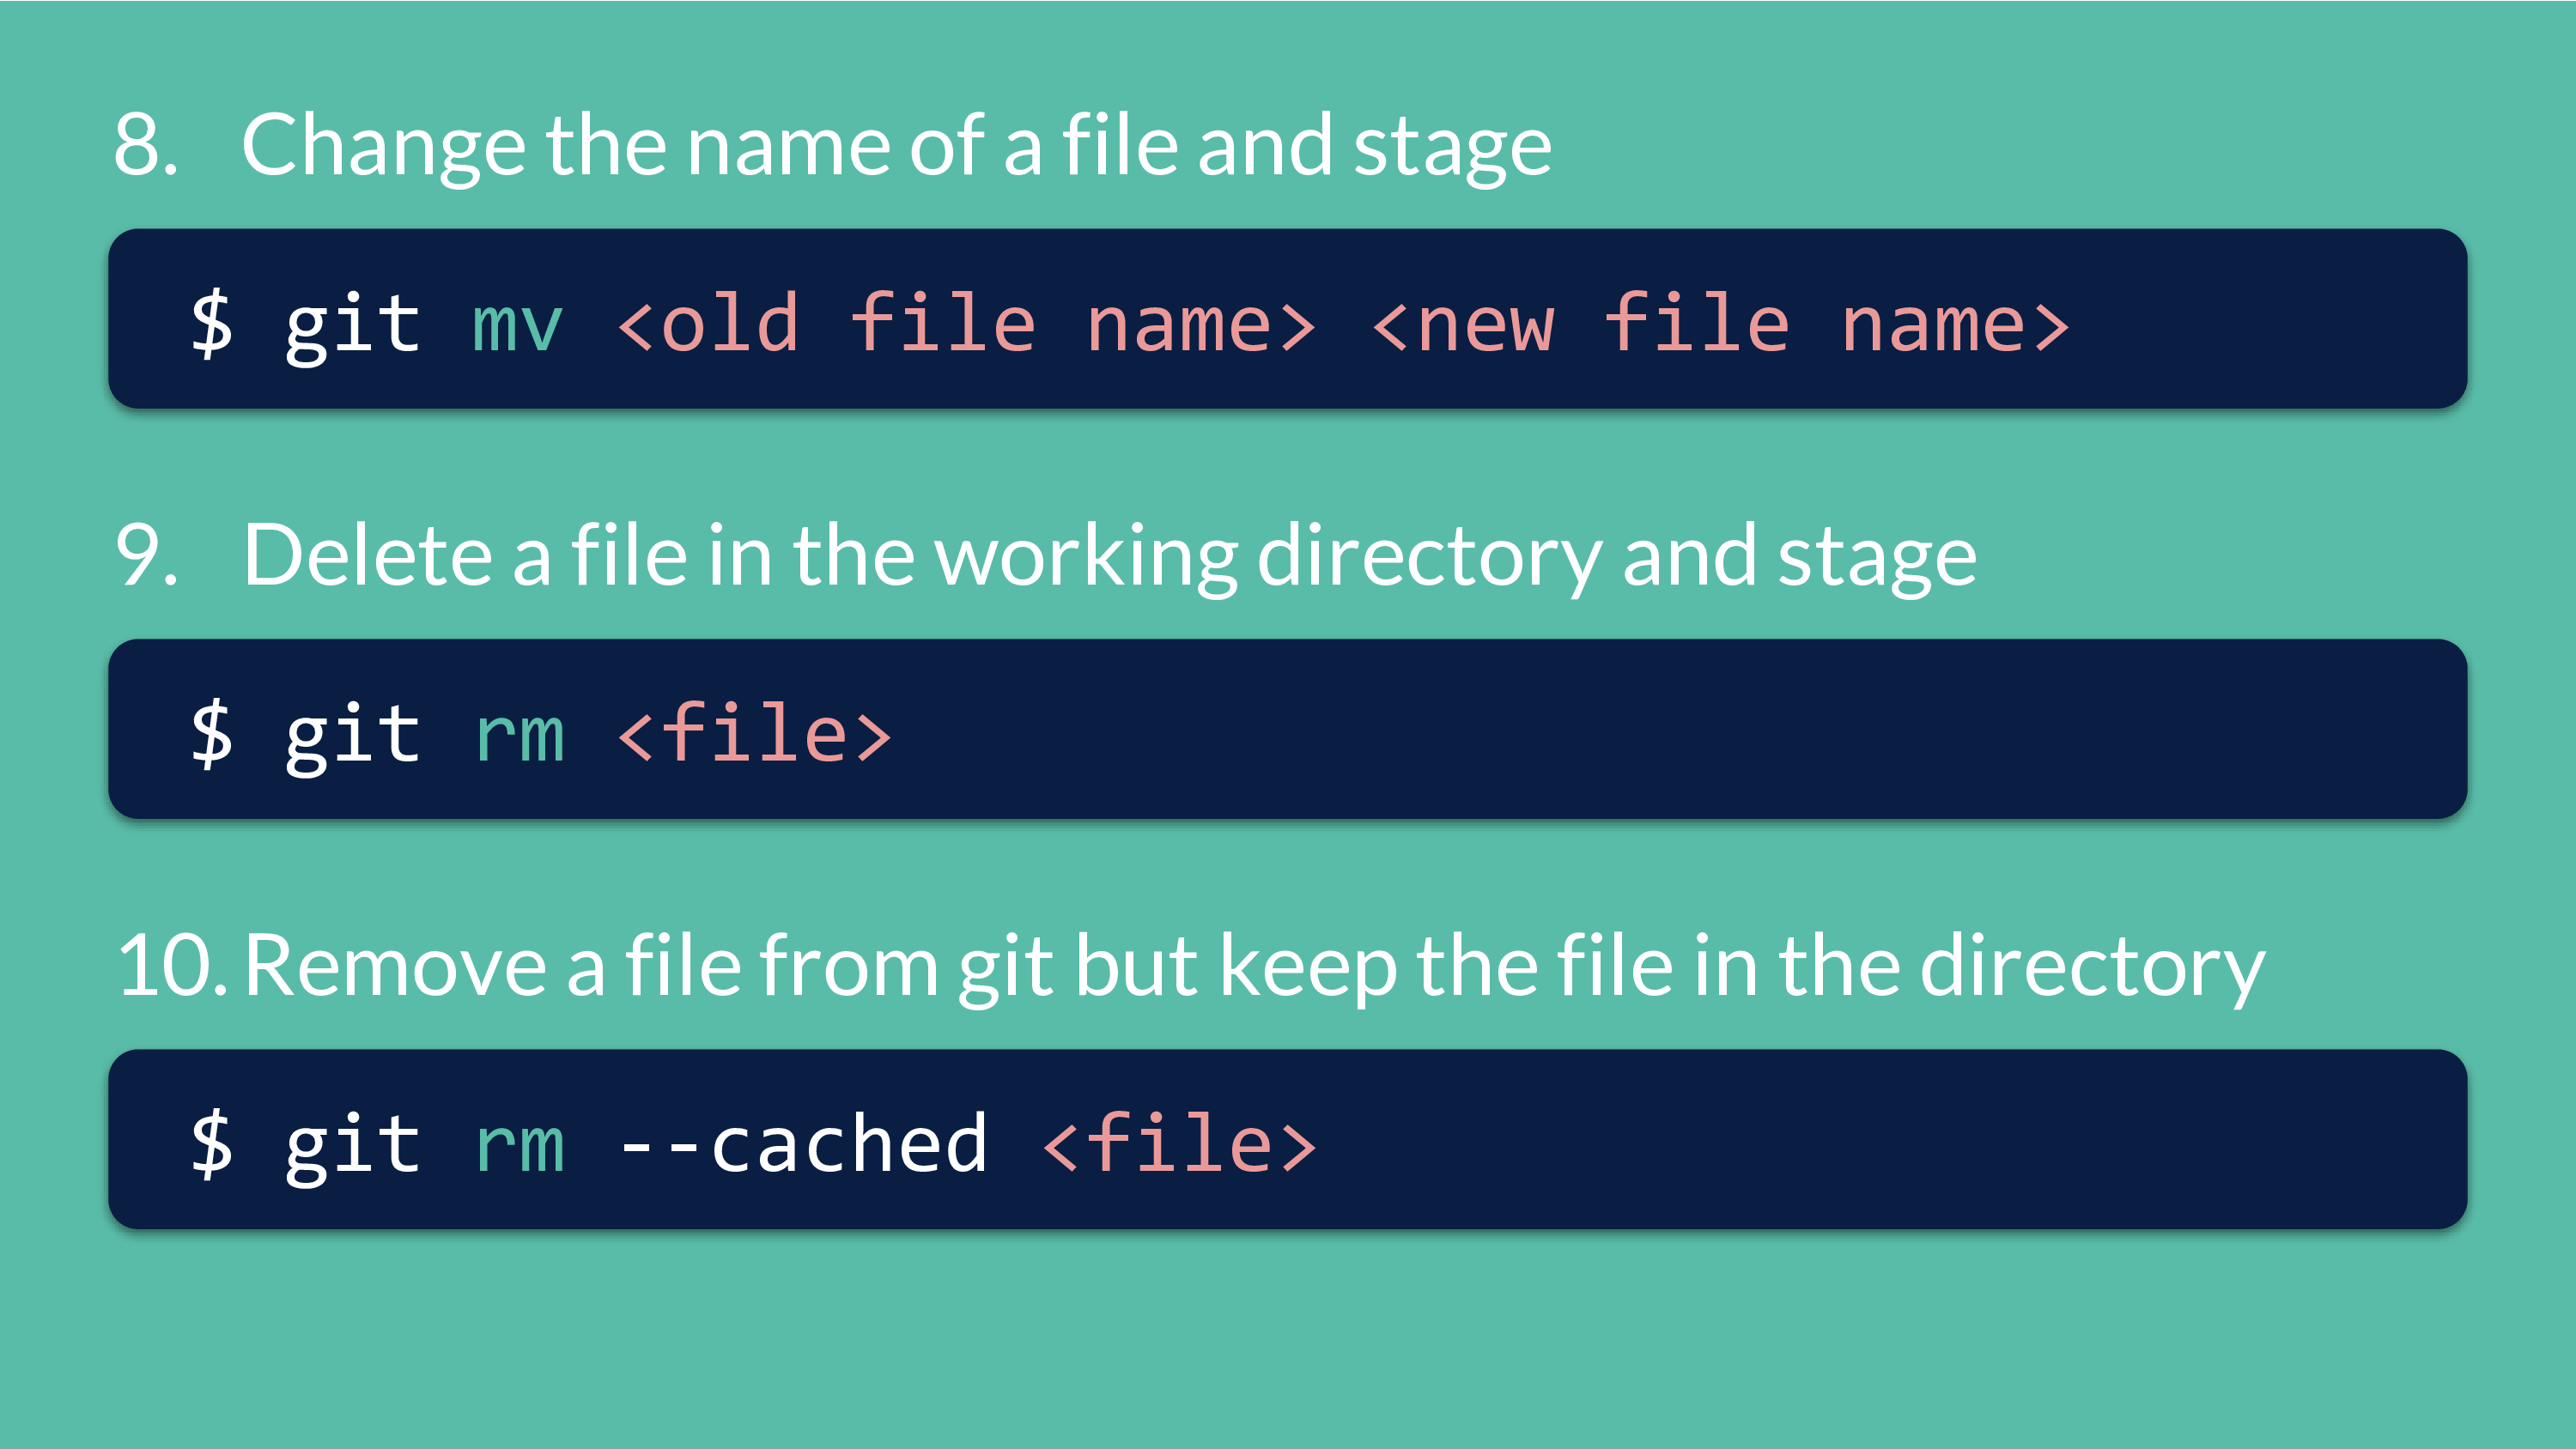 8. Change the name of a file and stage
$ git mv <old file name> <new file name>
9. Delete a file in the working directory and stage
$ git rm <file>
10. Remove a file from git but keep the file in the directory
$ git rm --cached <file>